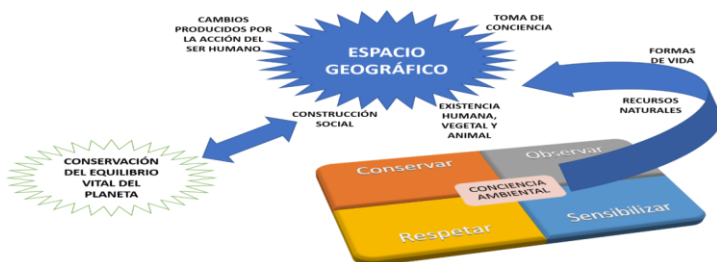 CAMBIOS
PRODUCIDOS POR
LA ACCIÓN DEL
SER HUMANO
TOMA DE
CONCIENCIA
ESPACIO
GEOGRÁFICO
FORMAS
DE VIDA
RECURSOS
NATURALES
CONSTRUCCIÓN
SOCIAL
EXISTENCIA
HUMANA,
VEGETAL Y
ANIMAL
CONSERVACIÓN
DEL EQUILIBRIO
VITAL DEL
PLANETA
Conservar
Observar
CONCIENCIA
AMBIENTAL
Respetar
Sensibilizar